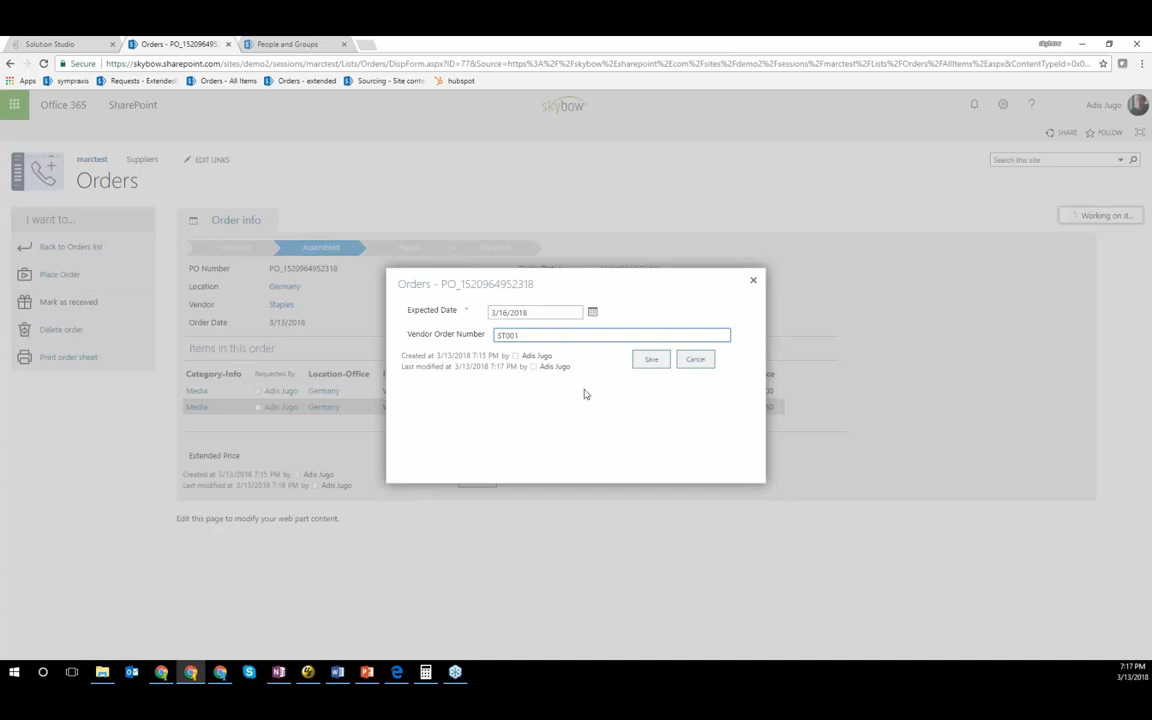 Solution Studio
Orders - PO_1520964952
People and Groups
skybow
Secure
https://skybow.sharepoint.com/sites/demo2/sessions/marctest/Lists/Orders/DispForm.aspx?ID=77&Source=https%3A%2F%2Fskybow%2Esharepoint%2Ecom%2Fsites%2Fdemo2%2Fsessions%2Fmarctest%2FLists%2FOrders%2FAllItems%2Easpx&ContentTypeId=0x0...
Apps
sympraxis
Requests - Extended
Orders - All Items
Orders - extended
Sourcing - Site conte
hubspot
Office 365
SharePoint
skybow
Adis Jugo
SHARE
FOLLOW
marctest
Suppliers
EDIT LINKS
Orders
Search this site
I want to...
Back to Orders list
Place Order
Mark as received
Delete order
Print order sheet
Order info
Working on it...
Assembled
PO Number
PO_1520964952318
Location
Germany
Vendor
Staples
Order Date
3/13/2018
Items in this order
Category-Info
Requested By
Location-Office
Media
Adis Jugo
Germany
Media
Adis Jugo
Germany
Extended Price
Created at 3/13/2018 7:15 PM by
Adis Jugo
Last modified at 3/13/2018 7:16 PM by
Adis Jugo
Edit this page to modify your web part content.
Orders - PO_1520964952318
Expected Date *
3/16/2018
Vendor Order Number
ST001
Created at 3/13/2018 7:15 PM by
Adis Jugo
Last modified at 3/13/2018 7:17 PM by
Adis Jugo
Save
Cancel
7:17 PM
3/13/2018